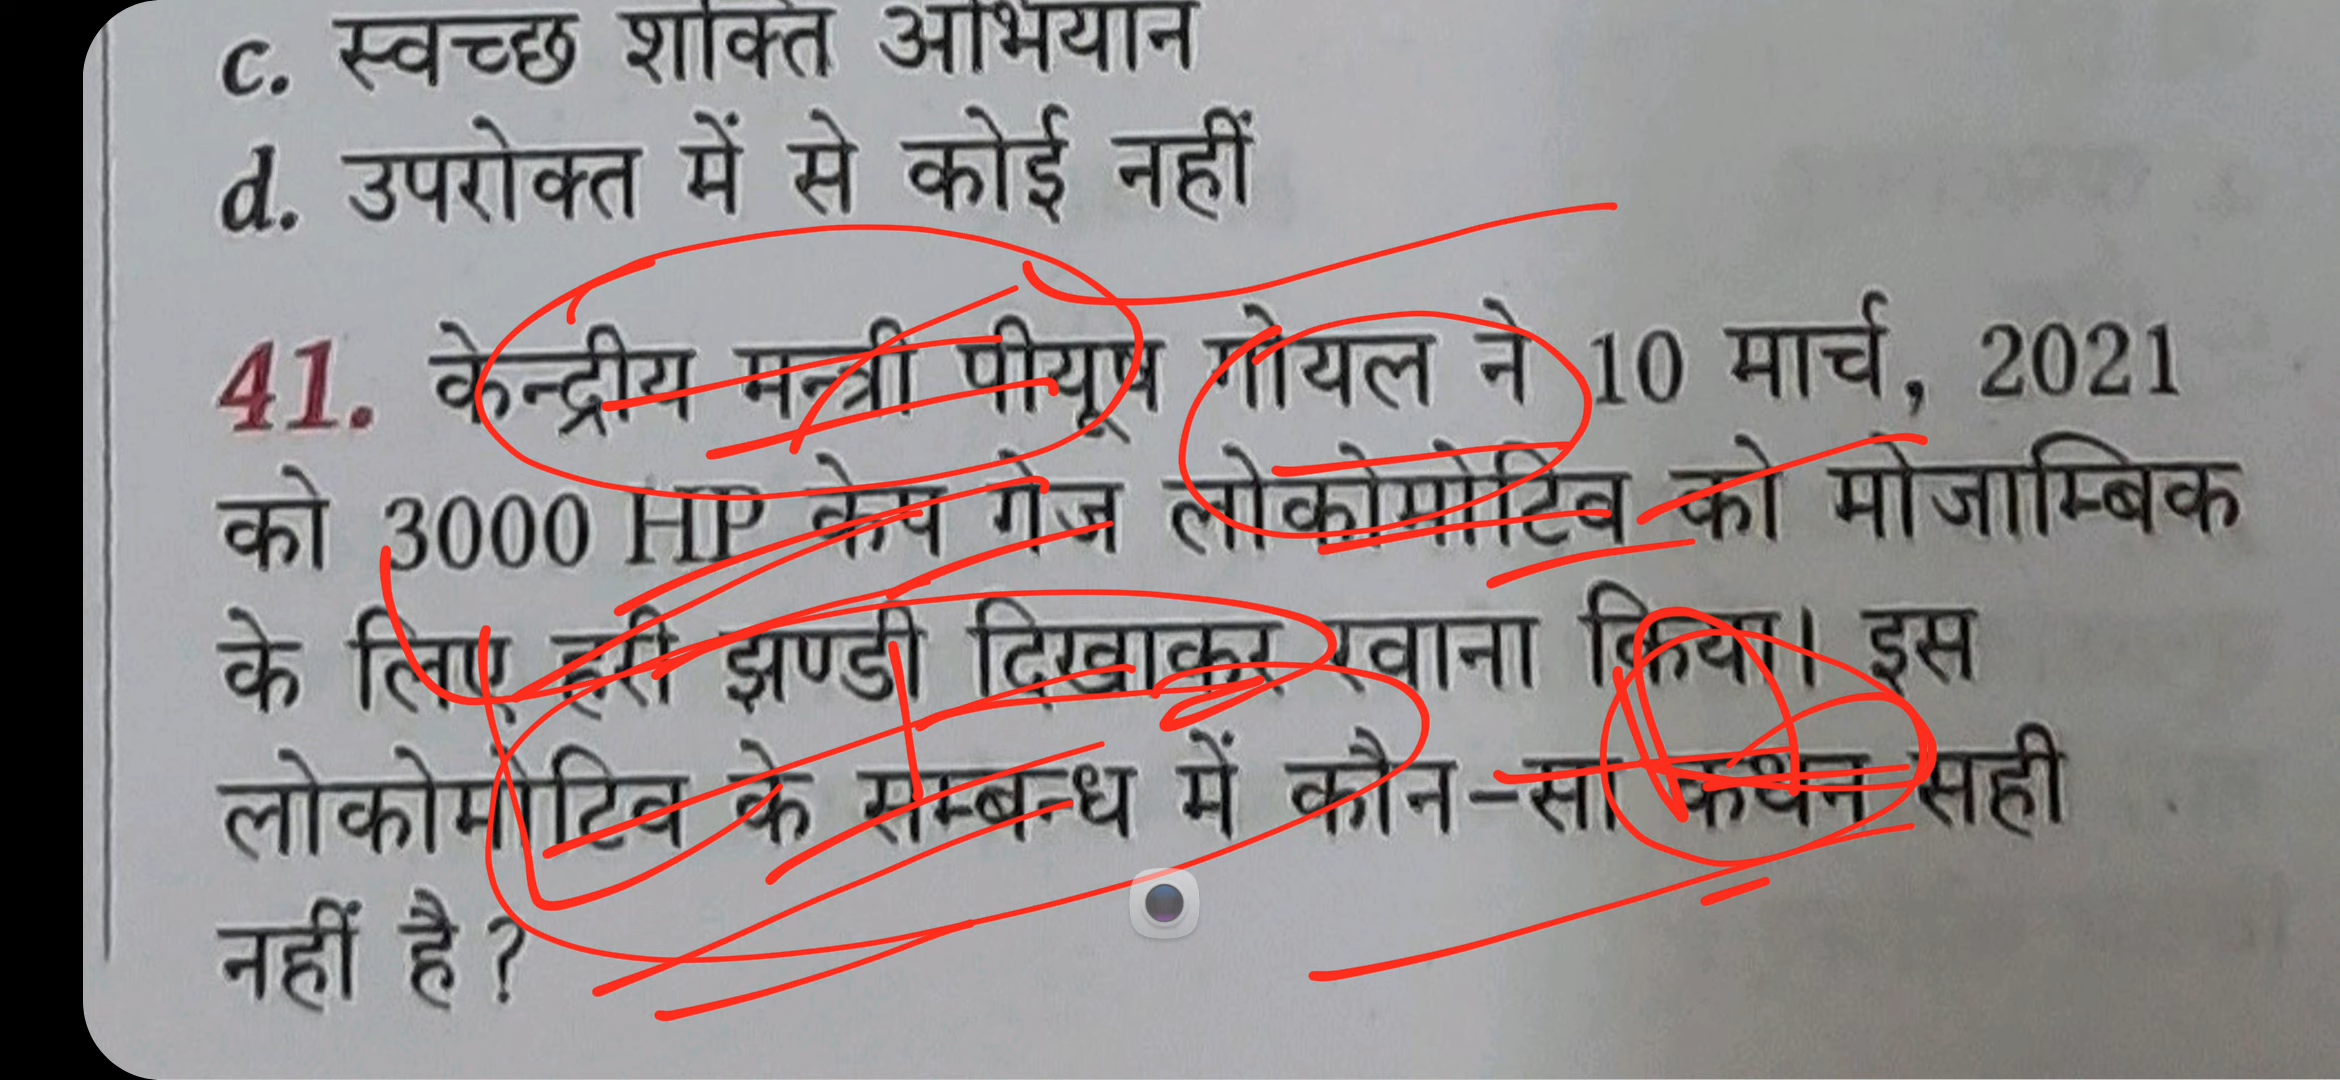 c. स्वच्छ शक्ति अभियान
d. उपरोक्त में से कोई नहीं
41. केन्द्रीय मन्त्री पीयूष गोयल ने 10 मार्च, 2021
को 3000 HP केप गेज लोकोमोटिव को मोजाम्बिक
के लिए हरी झण्डी दिखाकर रवाना किया। इस
लोकोमोटिव के सम्बन्ध में कौन-सा कथन सही
नहीं है?